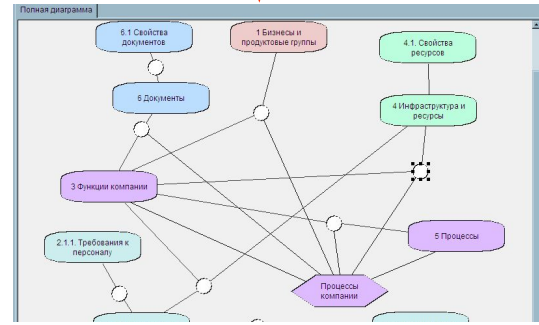 Полная диаграмма
6.1 Свойства
документов
1 Бизнесы и
продуктовые группы
4.1. Свойства
ресурсов
6 Документы
4 Инфраструктура и
ресурсы
3 Функции компании
2.1.1. Требования к
персоналу
5 Процессы
Процессы
компании